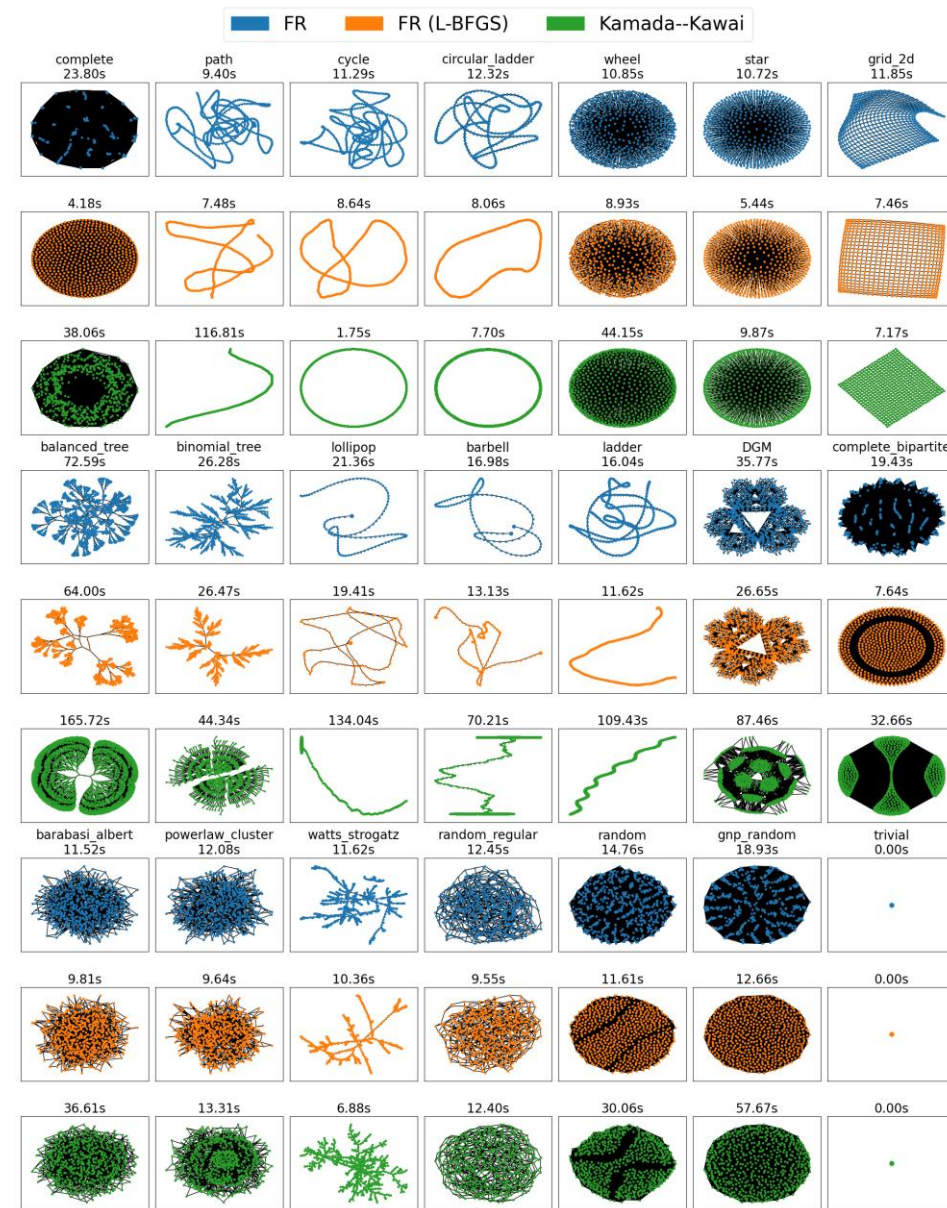 FR FR (L-BFGS) Kamada--Kawai
complete path cycle circular_ladder wheel star grid_2d
23.80s 9.40s 11.29s 12.32s 10.85s 10.72s 11.85s
4.18s 7.48s 8.64s 8.06s 8.93s 5.44s 7.46s
38.06s 116.81s 1.75s 7.70s 44.15s 9.87s 7.17s
balanced_tree binomial_tree lollipop barbell ladder DGM complete_bipartite
72.59s 26.28s 21.36s 16.98s 16.04s 35.77s 19.43s
64.00s 26.47s 19.41s 13.13s 11.62s 26.65s 7.64s
165.72s 44.34s 134.04s 70.21s 109.43s 87.46s 32.66s
barabasi_albert powerlaw_cluster watts_strogatz random_regular random gnp_random trivial
11.52s 12.08s 11.62s 12.45s 14.76s 18.93s 0.00s
9.81s 9.64s 10.36s 9.55s 11.61s 12.66s 0.00s
36.61s 13.31s 6.88s 12.40s 30.06s 57.67s 0.00s